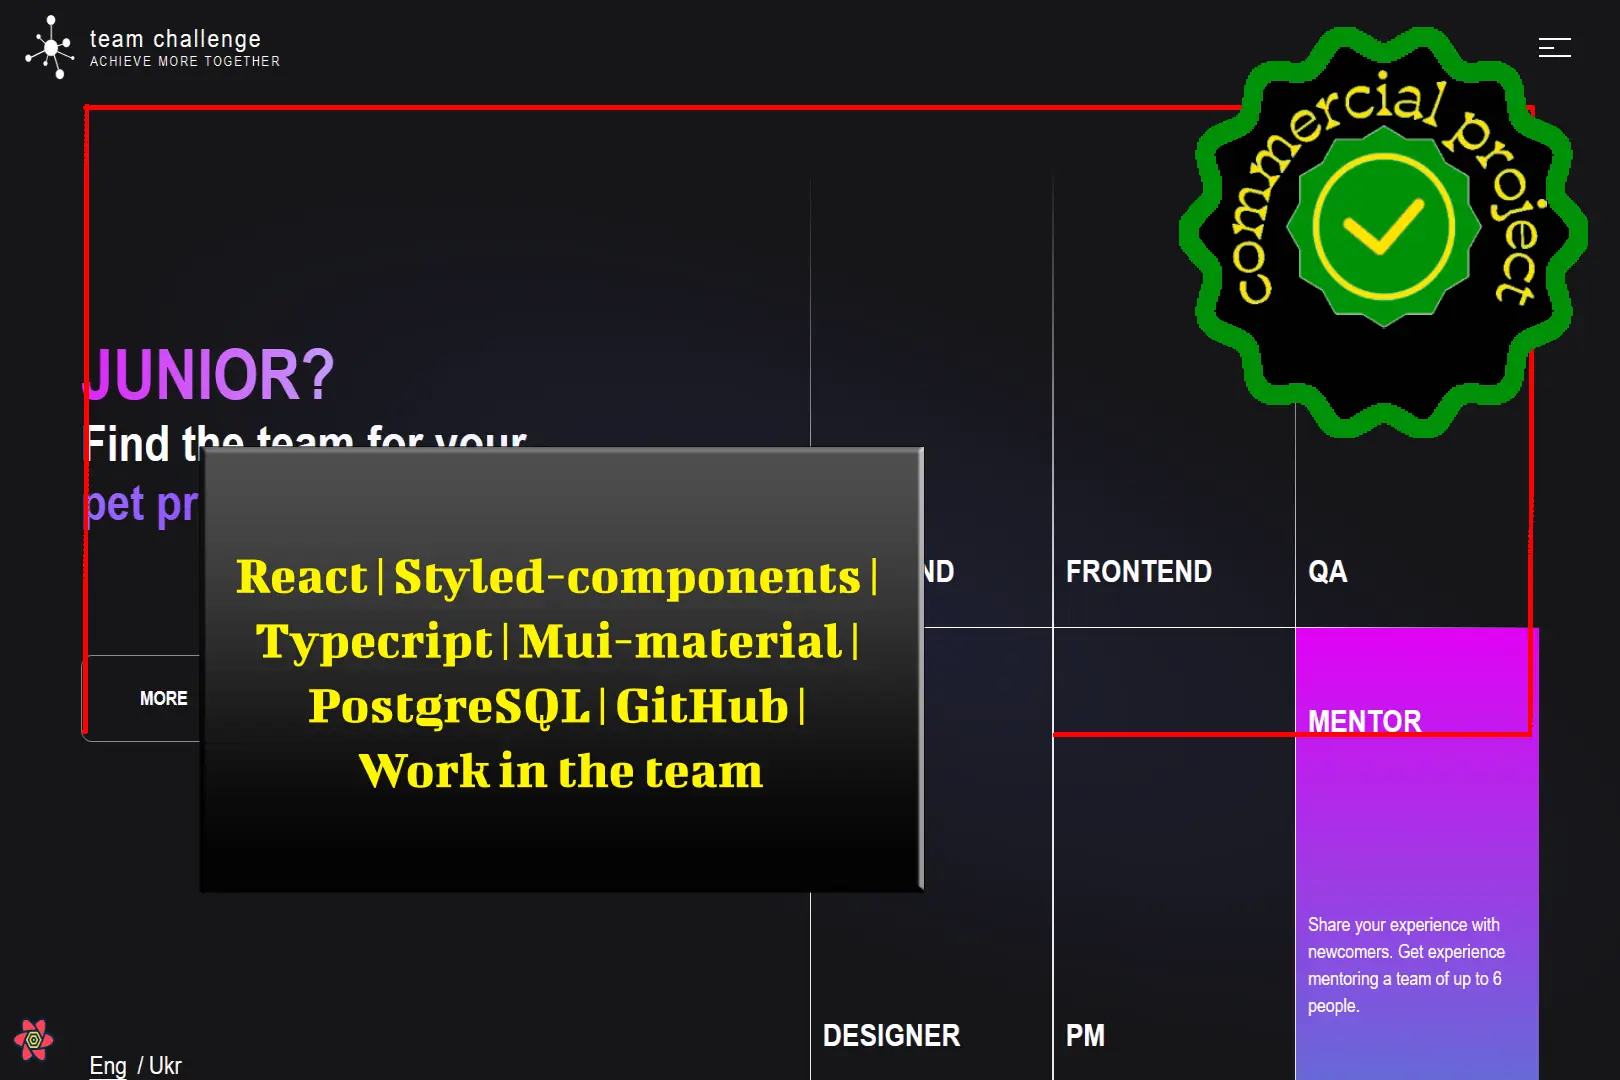 team challenge
ACHIEVE MORE TOGETHER
commercial project
JUNIOR?
Find the team for your
pet pr
React | Styled-components |
Typecript | Mui-material |
PostgreSQL | GitHub |
Work in the team
ND
FRONTEND
QA
MORE
MENTOR
Share your experience with
newcomers. Get experience
mentoring a team of up to 6
people.
DESIGNER
PM
Eng / Ukr